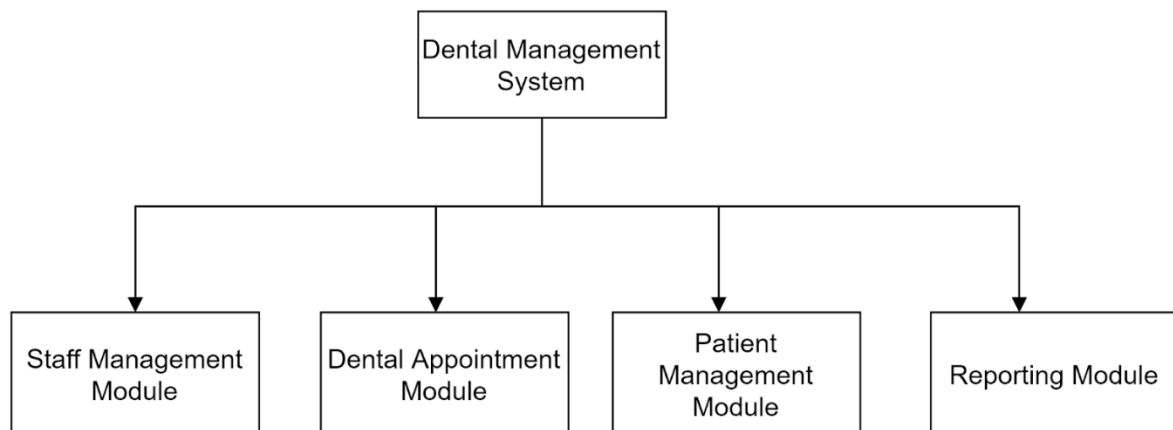 Dental Management
System
Staff Management
Module
Dental Appointment
Module
Patient
Management
Module
Reporting Module